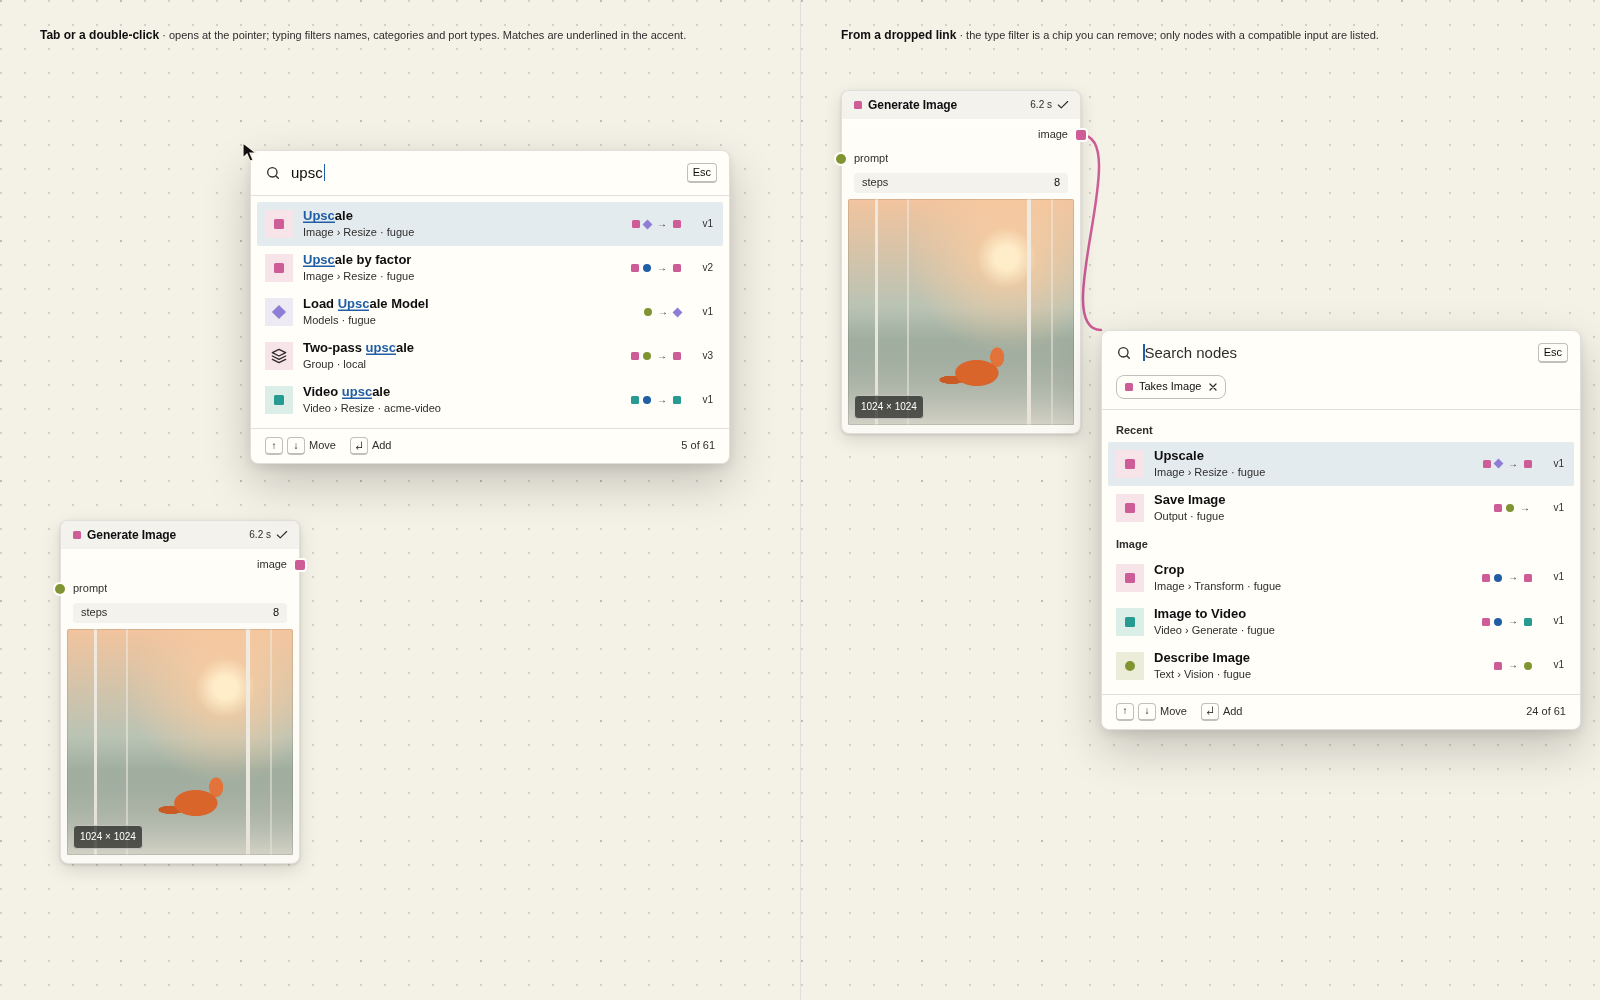 Tab or a double-click · opens at the pointer; typing filters names, categories and port types. Matches are underlined in the accent.
upsc
Esc
Upscale
Image › Resize · fugue
v1
Upscale by factor
Image › Resize · fugue
v2
Load Upscale Model
Models · fugue
v1
Two-pass upscale
Group · local
v3
Video upscale
Video › Resize · acme-video
v1
↑ ↓ Move ↵ Add
5 of 61
Generate Image
6.2 s
image
prompt
steps 8
1024 × 1024
From a dropped link · the type filter is a chip you can remove; only nodes with a compatible input are listed.
Generate Image
6.2 s
image
prompt
steps 8
1024 × 1024
Search nodes
Esc
Takes Image
Recent
Upscale
Image › Resize · fugue
v1
Save Image
Output · fugue
v1
Image
Crop
Image › Transform · fugue
v1
Image to Video
Video › Generate · fugue
v1
Describe Image
Text › Vision · fugue
v1
↑ ↓ Move ↵ Add
24 of 61